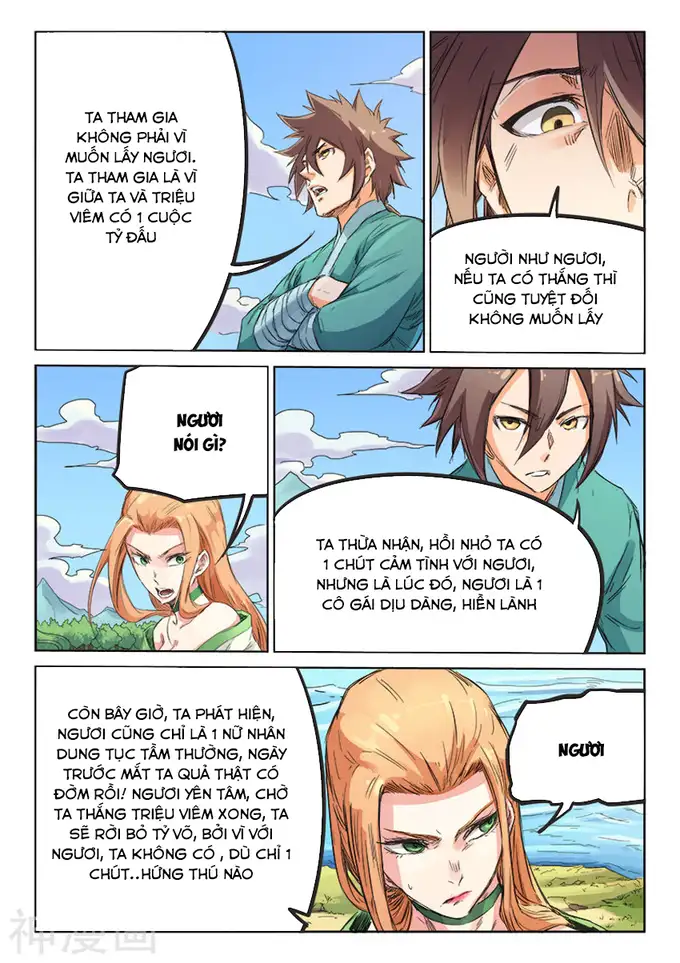 TA THAM GIA
KHÔNG PHẢI VÌ
MUỐN LẤY NGƯƠI.
TA THAM GIA LÀ VÌ
GIỮA TA VÀ TRIỆU
VIÊM CÓ 1 CUỘC
TỶ ĐẤU
NGƯỜI NHƯ NGƯƠI,
NẾU TA CÓ THẮNG THÌ
CŨNG TUYỆT ĐỐI
KHÔNG MUỐN LẤY
NGƯƠI
NÓI GÌ?
TA THỪA NHẬN, HỒI NHỎ TA CÓ
1 CHÚT CẢM TÌNH VỚI NGƯƠI,
NHƯNG LÀ LÚC ĐÓ, NGƯƠI LÀ 1
CÔ GÁI DỊU DÀNG, HIỀN LÀNH
CÒN BÂY GIỜ, TA PHÁT HIỆN,
NGƯƠI CŨNG CHỈ LÀ 1 NỮ NHÂN
DUNG TỤC TẦM THƯỜNG, NGÀY
TRƯỚC MẮT TA QUẢ THẬT CÓ
ĐỜM RỒI! NGƯƠI YÊN TÂM, CHỜ
TA THẮNG TRIỆU VIÊM XONG, TA
SẼ RỜI BỎ TỶ VÕ, BỞI VÌ VỚI
NGƯƠI, TA KHÔNG CÓ , DÙ CHỈ 1
CHÚT..HỨNG THÚ NÀO
NGƯƠI
神漫画